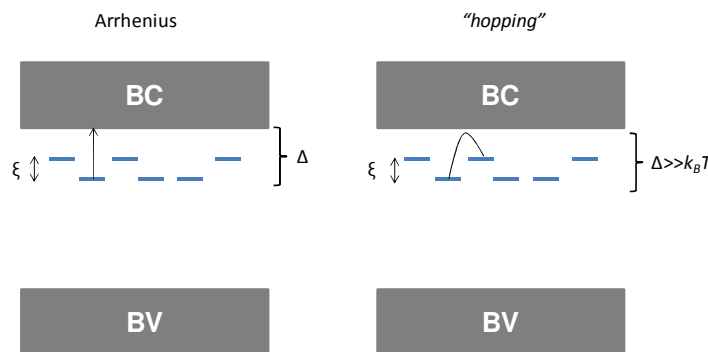 Arrhenius
"hopping"
BC
BC
ξ
Δ
ξ
Δ>>k_BT
BV
BV